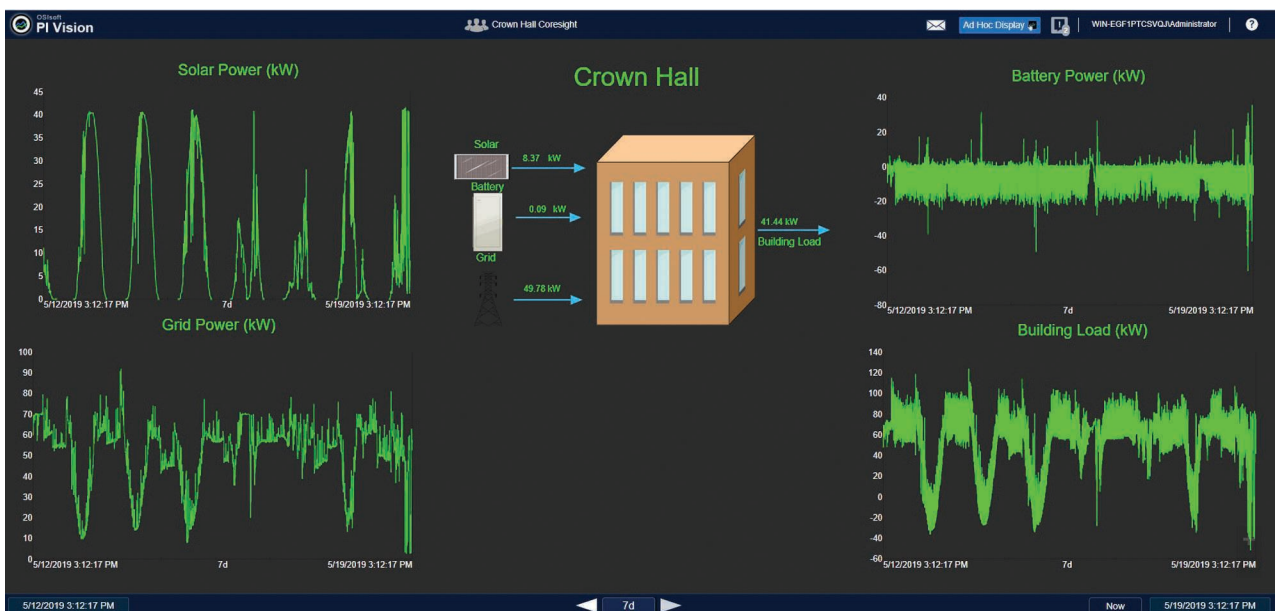 OSIsoft
PI Vision
Crown Hall Coresight
Ad Hoc Display
2
WIN-EGF1PTCSVQJ\Administrator
?
Solar Power (kW)
45
40
35
30
25
20
15
10
5
0
5/12/2019 3:12:17 PM 7d 5/19/2019 3:12:17 PM
Grid Power (kW)
100
90
80
70
60
50
40
30
20
10
0
5/12/2019 3:12:17 PM 7d 5/19/2019 3:12:17 PM
Crown Hall
Solar
8.37 kW
Battery
0.09 kW
Grid
49.78 kW
41.44 kW
Building Load
Battery Power (kW)
40
20
0
-20
-40
-60
-80
5/12/2019 3:12:17 PM 7d 5/19/2019 3:12:17 PM
Building Load (kW)
140
120
100
80
60
40
20
0
-20
-40
-60
5/12/2019 3:12:17 PM 7d 5/19/2019 3:12:17 PM
5/12/2019 3:12:17 PM 7d Now 5/19/2019 3:12:17 PM